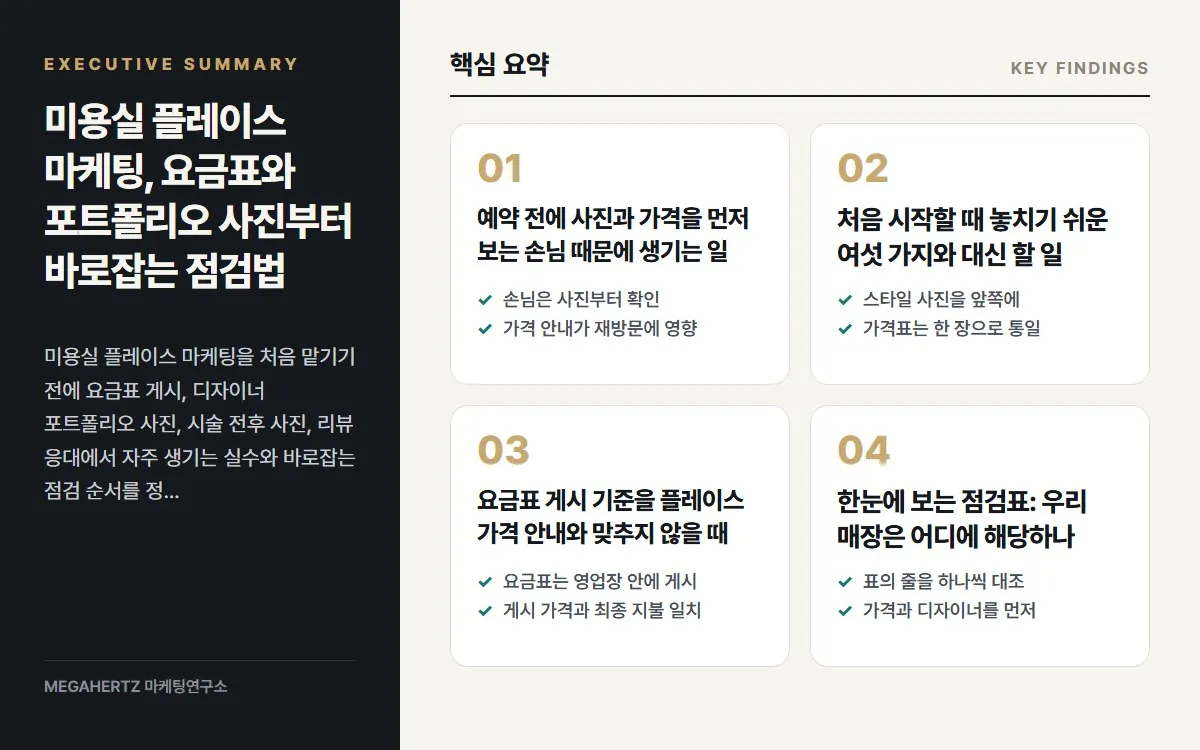 EXECUTIVE SUMMARY
미용실 플레이스
마케팅, 요금표와
포트폴리오 사진부터
바로잡는 점검법
미용실 플레이스 마케팅을 처음 맡기기
전에 요금표 게시, 디자이너
포트폴리오 사진, 시술 전후 사진, 리뷰
응대에서 자주 생기는 실수와 바로잡는
점검 순서를 정...
MEGAHERTZ 마케팅연구소
핵심 요약
KEY FINDINGS
01
예약 전에 사진과 가격을 먼저
보는 손님 때문에 생기는 일
✓ 손님은 사진부터 확인
✓ 가격 안내가 재방문에 영향
02
처음 시작할 때 놓치기 쉬운
여섯 가지와 대신 할 일
✓ 스타일 사진을 앞쪽에
✓ 가격표는 한 장으로 통일
03
요금표 게시 기준을 플레이스
가격 안내와 맞추지 않을 때
✓ 요금표는 영업장 안에 게시
✓ 게시 가격과 최종 지불 일치
04
한눈에 보는 점검표: 우리
매장은 어디에 해당하나
✓ 표의 줄을 하나씩 대조
✓ 가격과 디자이너를 먼저